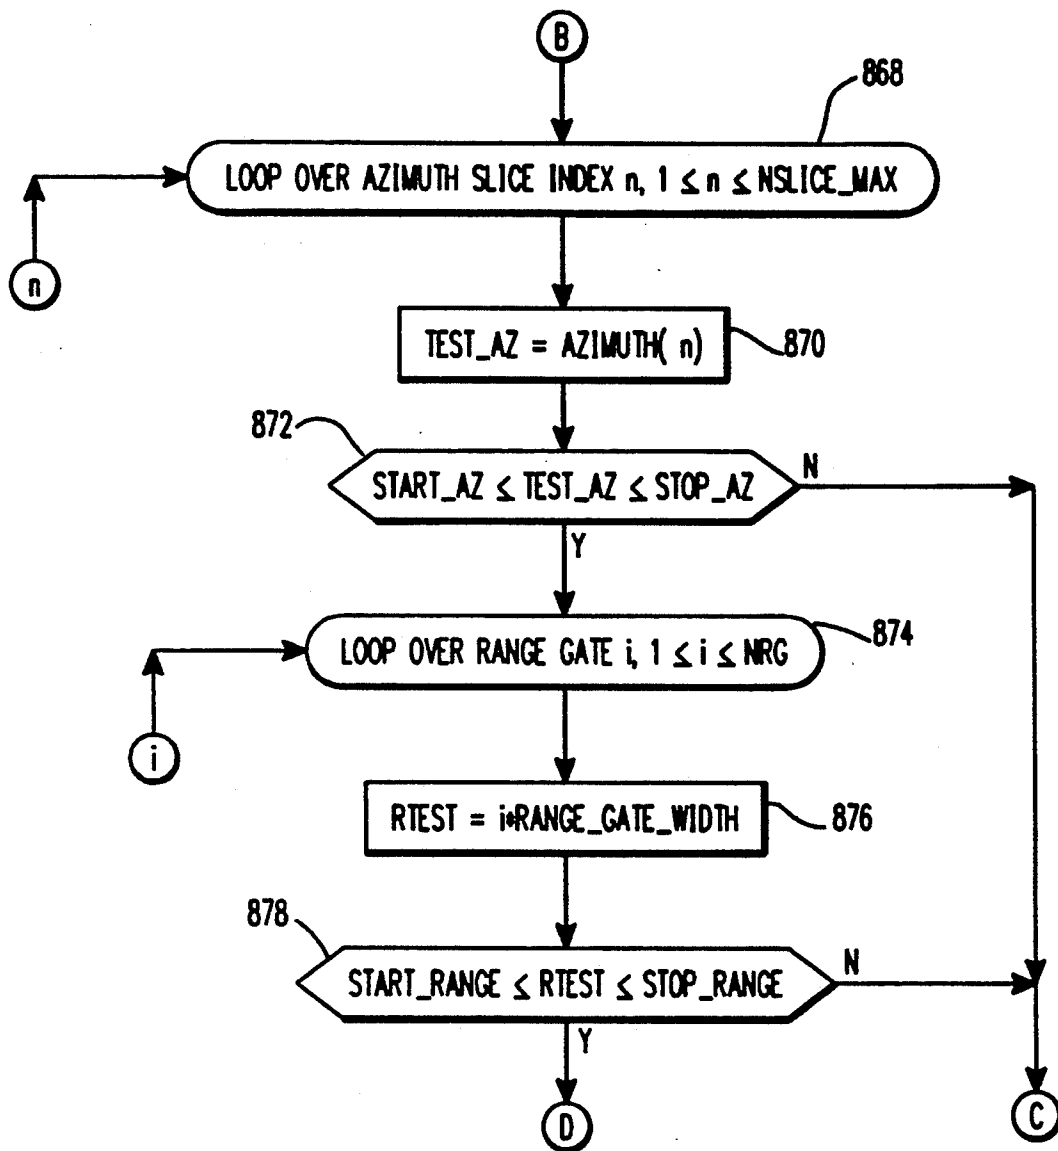 B
868
LOOP OVER AZIMUTH SLICE INDEX n, 1 ≤ n ≤ NSLICE_MAX
n
TEST_AZ = AZIMUTH( n)
870
872
START_AZ ≤ TEST_AZ ≤ STOP_AZ
N
Y
LOOP OVER RANGE GATE i, 1 ≤ i ≤ NRG
874
i
RTEST = i*RANGE_GATE_WIDTH
876
878
START_RANGE ≤ RTEST ≤ STOP_RANGE
N
Y
D
C